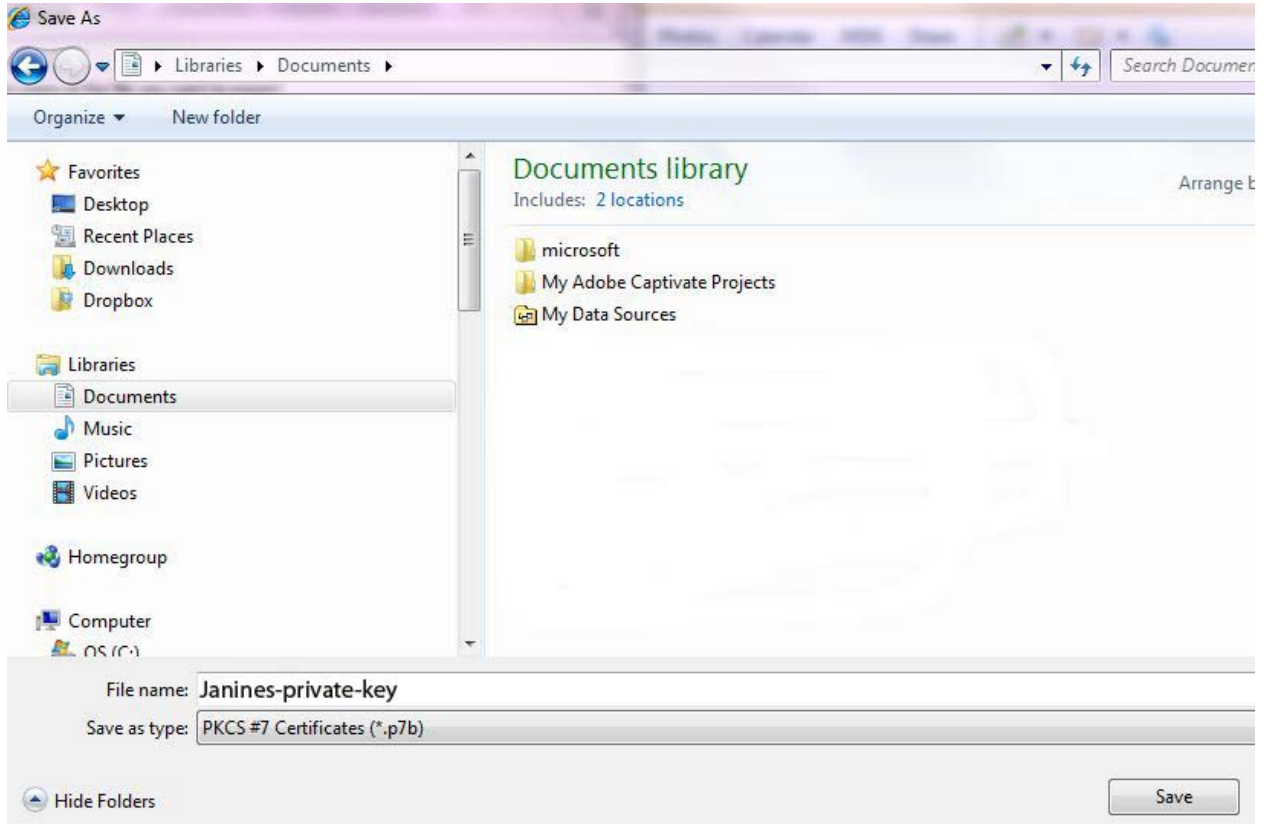 Save As
Libraries Documents
Search Documen
Organize New folder
Favorites
Desktop
Recent Places
Downloads
Dropbox
Libraries
Documents
Music
Pictures
Videos
Homegroup
Computer
OS (C:)
Documents library
Includes: 2 locations
Arrange b
microsoft
My Adobe Captivate Projects
My Data Sources
File name: Janines-private-key
Save as type: PKCS #7 Certificates (*.p7b)
Hide Folders
Save